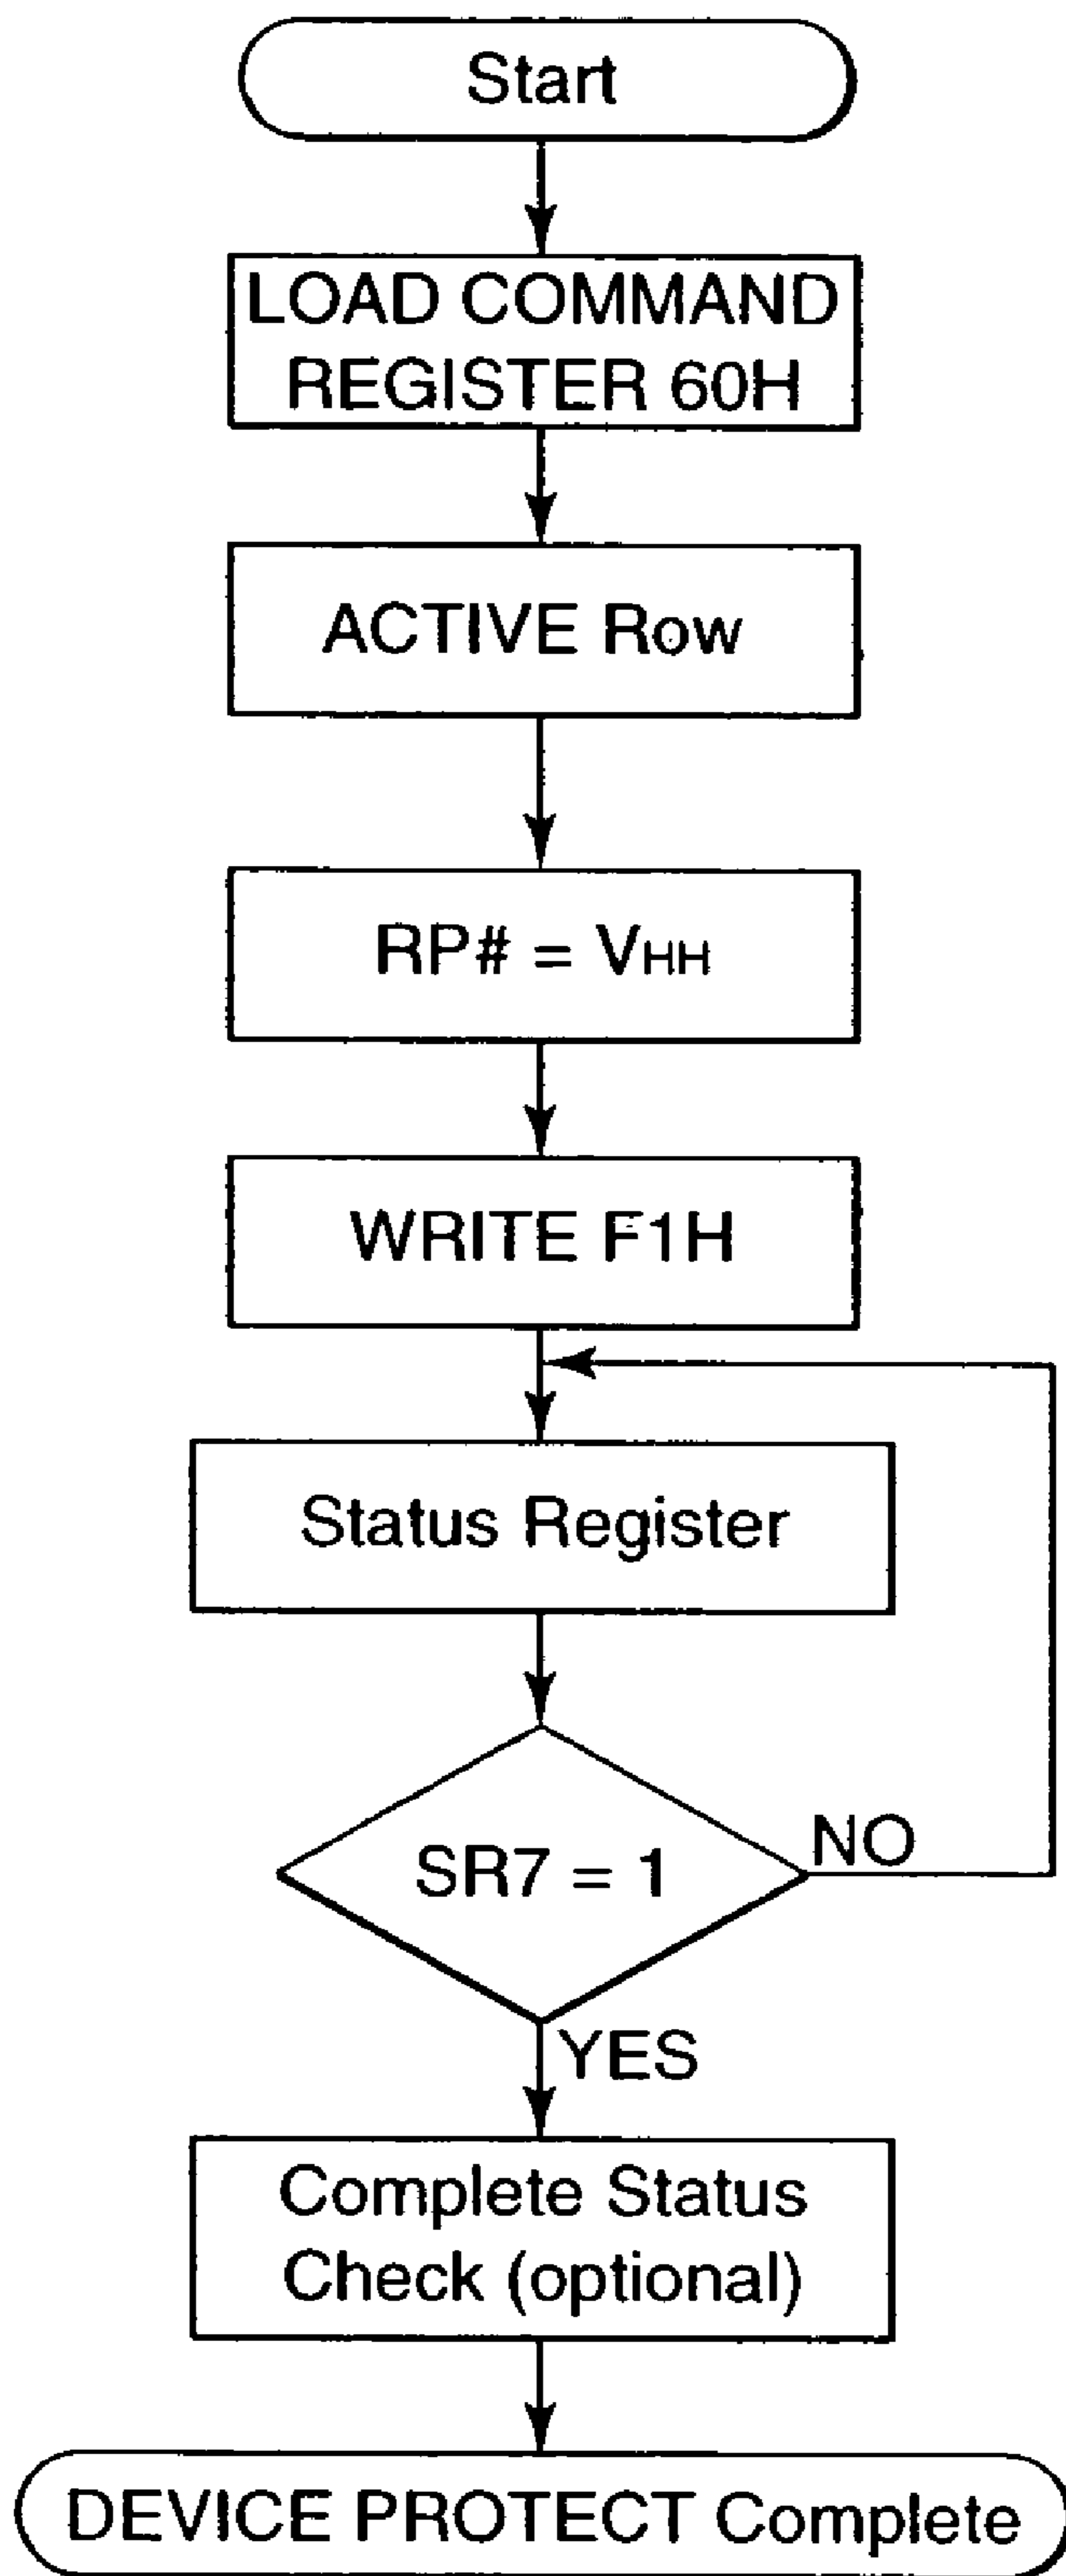 Start
LOAD COMMAND
REGISTER 60H
ACTIVE Row
RP# = VHH
WRITE F1H
Status Register
SR7 = 1
NO
YES
Complete Status
Check (optional)
DEVICE PROTECT Complete